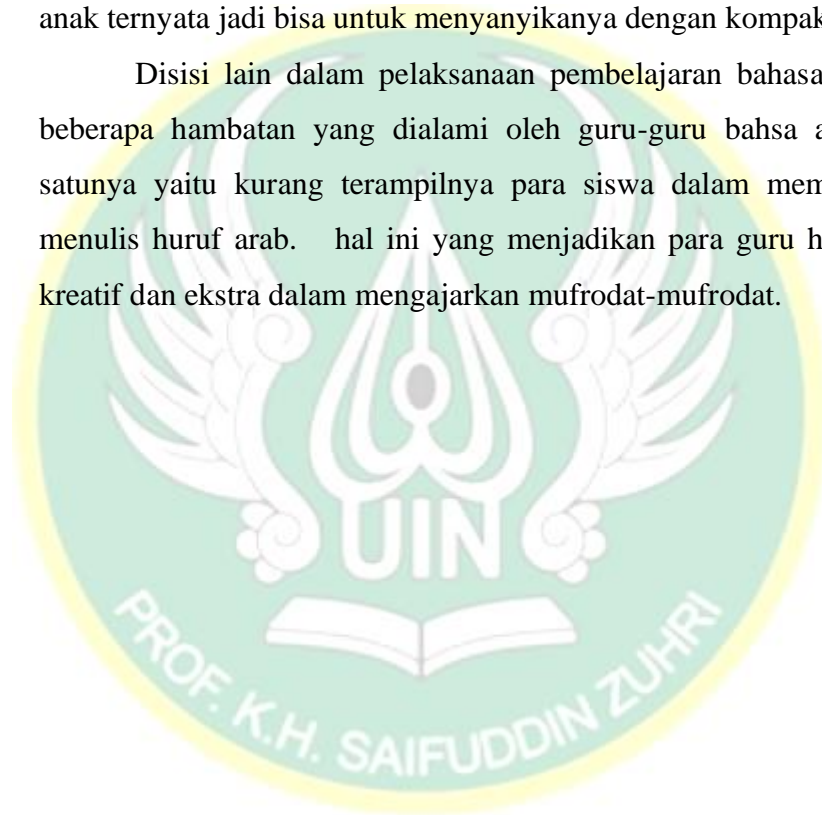 anak ternyata jadi bisa untuk menyanyikanya dengan kompak
Disisi lain dalam pelaksanaan pembelajaran bahasa
beberapa hambatan yang dialami oleh guru-guru bahsa
satunya yaitu kurang terampilnya para siswa dalam
menulis huruf arab. hal ini yang menjadikan para guru
kreatif dan ekstra dalam mengajarkan mufrodat-mufrodat.
UIN
PROF. K.H. SAIFUDDIN ZUHRI